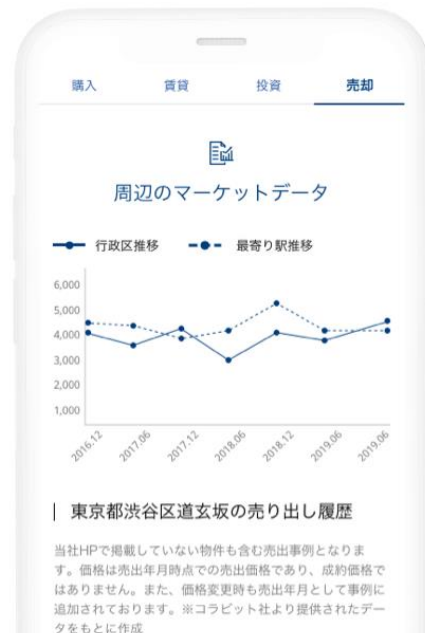 購入 賃貸 投資 売却
周辺のマーケットデータ
行政区推移 最寄り駅推移
6,000
5,000
4,000
3,000
2,000
1,000
2016.12 2017.06 2017.12 2018.06 2018.12 2019.06 2019.06
東京都渋谷区道玄坂の売り出し履歴
当社HPで掲載していない物件も含む売出事例となりま
す。価格は売出年月時点での売出価格であり、成約価格で
はありません。また、価格変更時も売出年月として事例に
追加されております。※コラビット社より提供されたデー
タをもとに作成